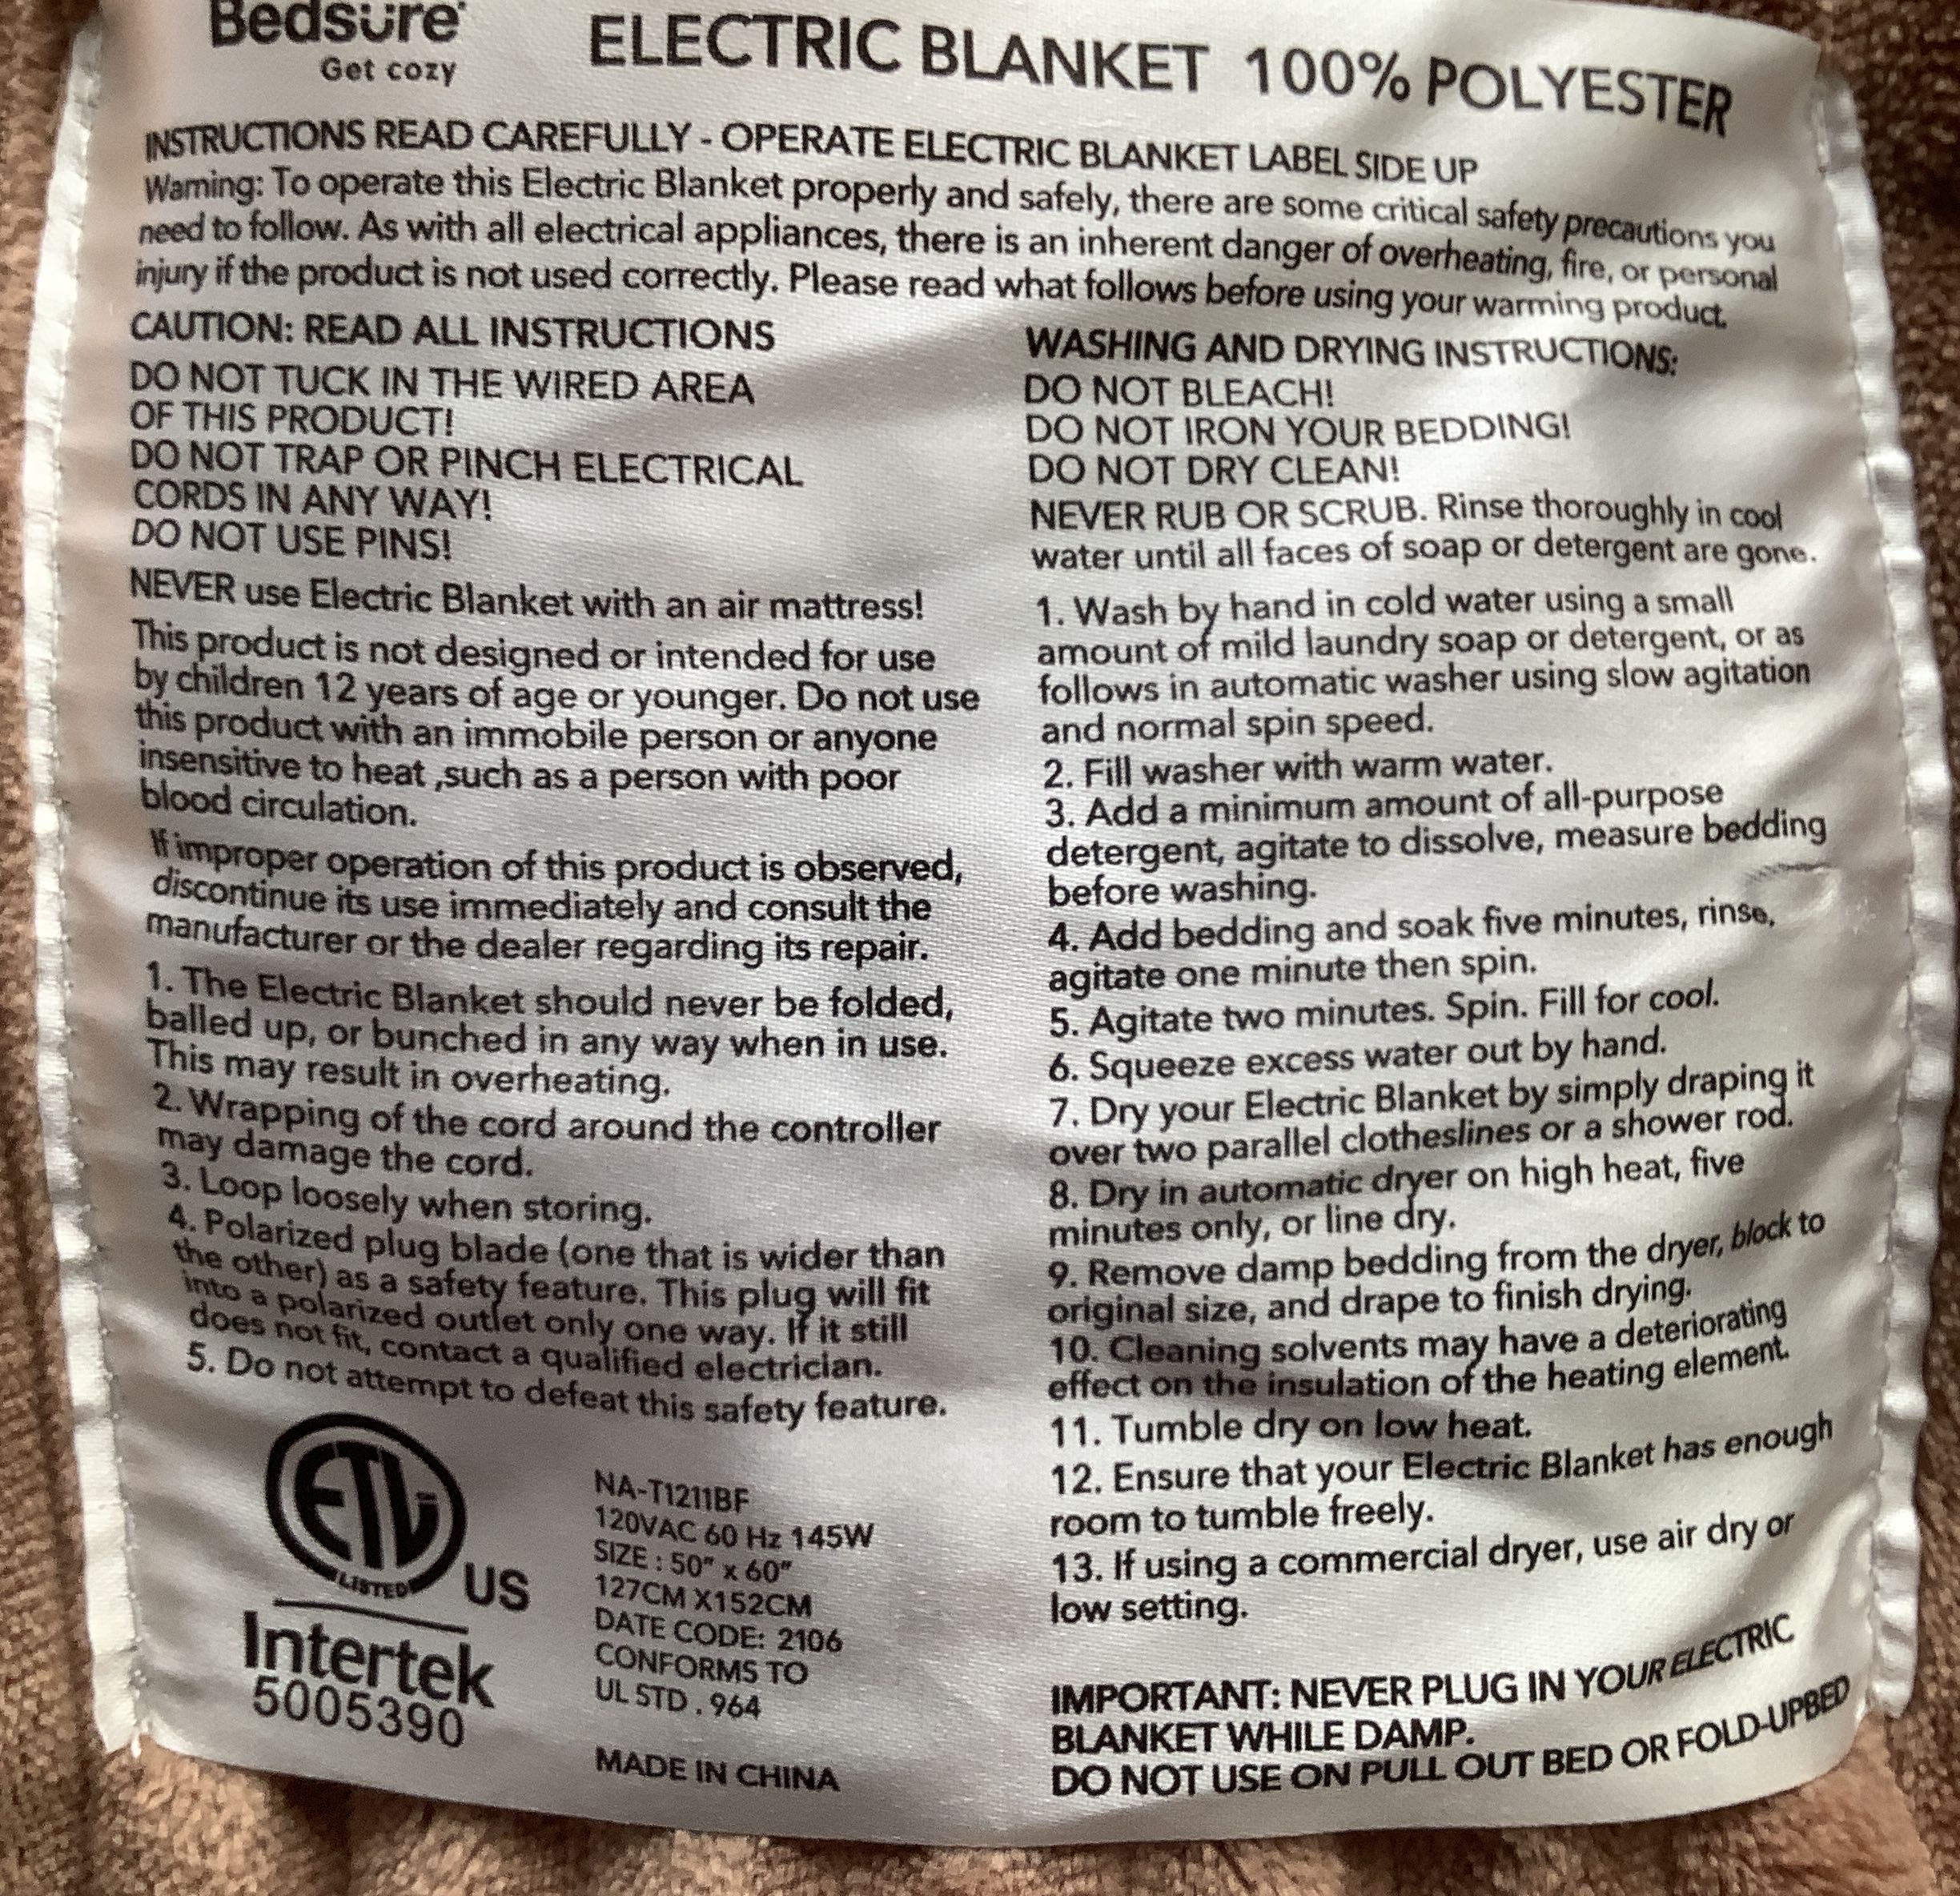 Bedsure
Get cozy
ELECTRIC BLANKET 100% POLYESTER
INSTRUCTIONS READ CAREFULLY - OPERATE ELECTRIC BLANKET LABEL SIDE UP
Warning: To operate this Electric Blanket properly and safely, there are some critical safety precautions you
need to follow. As with all electrical appliances, there is an inherent danger of overheating, fire, or personal
injury if the product is not used correctly. Please read what follows before using your warming product.
CAUTION: READ ALL INSTRUCTIONS
DO NOT TUCK IN THE WIRED AREA
OF THIS PRODUCT!
DO NOT TRAP OR PINCH ELECTRICAL
CORDS IN ANY WAY!
DO NOT USE PINS!
NEVER use Electric Blanket with an air mattress!
This product is not designed or intended for use
by children 12 years of age or younger. Do not use
this product with an immobile person or anyone
insensitive to heat ,such as a person with poor
blood circulation.
If improper operation of this product is observed,
discontinue its use immediately and consult the
manufacturer or the dealer regarding its repair.
1. The Electric Blanket should never be folded,
balled up, or bunched in any way when in use.
This may result in overheating.
2. Wrapping of the cord around the controller
may damage the cord.
3. Loop loosely when storing.
4. Polarized plug blade (one that is wider than
the other) as a safety feature. This plug will fit
into a polarized outlet only one way. If it still
does not fit, contact a qualified electrician.
5. Do not attempt to defeat this safety feature.
ETL
LISTED
US
Intertek
5005390
NA-T1211BF
120VAC 60 Hz 145W
SIZE : 50" x 60"
127CM X152CM
DATE CODE: 2106
CONFORMS TO
UL STD . 964
MADE IN CHINA
WASHING AND DRYING INSTRUCTIONS:
DO NOT BLEACH!
DO NOT IRON YOUR BEDDING!
DO NOT DRY CLEAN!
NEVER RUB OR SCRUB. Rinse thoroughly in cool
water until all faces of soap or detergent are gone.
1. Wash by hand in cold water using a small
amount of mild laundry soap or detergent, or as
follows in automatic washer using slow agitation
and normal spin speed.
2. Fill washer with warm water.
3. Add a minimum amount of all-purpose
detergent, agitate to dissolve, measure bedding
before washing.
4. Add bedding and soak five minutes, rinse,
agitate one minute then spin.
5. Agitate two minutes. Spin. Fill for cool.
6. Squeeze excess water out by hand.
7. Dry your Electric Blanket by simply draping it
over two parallel clotheslines or a shower rod.
8. Dry in automatic dryer on high heat, five
minutes only, or line dry.
9. Remove damp bedding from the dryer, block to
original size, and drape to finish drying.
10. Cleaning solvents may have a deteriorating
effect on the insulation of the heating element.
11. Tumble dry on low heat.
12. Ensure that your Electric Blanket has enough
room to tumble freely.
13. If using a commercial dryer, use air dry or
low setting.
IMPORTANT: NEVER PLUG IN YOUR ELECTRIC
BLANKET WHILE DAMP.
DO NOT USE ON PULL OUT BED OR FOLD-UPBED